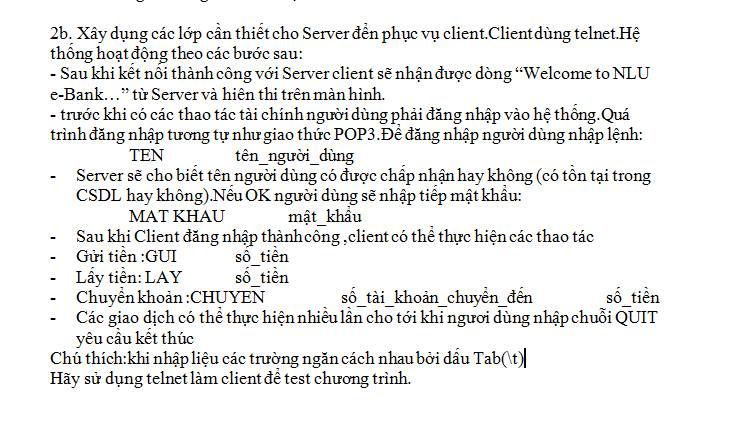 2b. Xây dựng các lớp cần thiết cho Server đển phục vụ client.Client dùng telnet.Hệ
thống hoạt động theo các bước sau:
- Sau khi kết nối thành công với Server client sẽ nhận được dòng “Welcome to NLU
e-Bank…” từ Server và hiên thi trên màn hình.
- trước khi có các thao tác tài chính người dùng phải đăng nhập vào hệ thống.Quá
trình đăng nhập tương tự như giao thức POP3.Để đăng nhập người dùng nhập lệnh:
TEN tên_người_dùng
- Server sẽ cho biết tên người dùng có được chấp nhận hay không (có tồn tại trong
CSDL hay không).Nếu OK người dùng sẽ nhập tiếp mật khẩu:
MAT KHAU mật_khẩu
- Sau khi Client đăng nhập thành công ,client có thể thực hiện các thao tác
- Gửi tiền :GUI số_tiền
- Lấy tiền: LAY số_tiền
- Chuyển khoản :CHUYEN số_tài_khoản_chuyển_đến số_tiền
- Các giao dịch có thể thực hiện nhiều lần cho tới khi ngươi dùng nhập chuỗi QUIT
yêu cầu kết thúc
Chú thích:khi nhập liệu các trường ngăn cách nhau bởi dấu Tab(\t)
Hãy sử dụng telnet làm client để test chương trình.